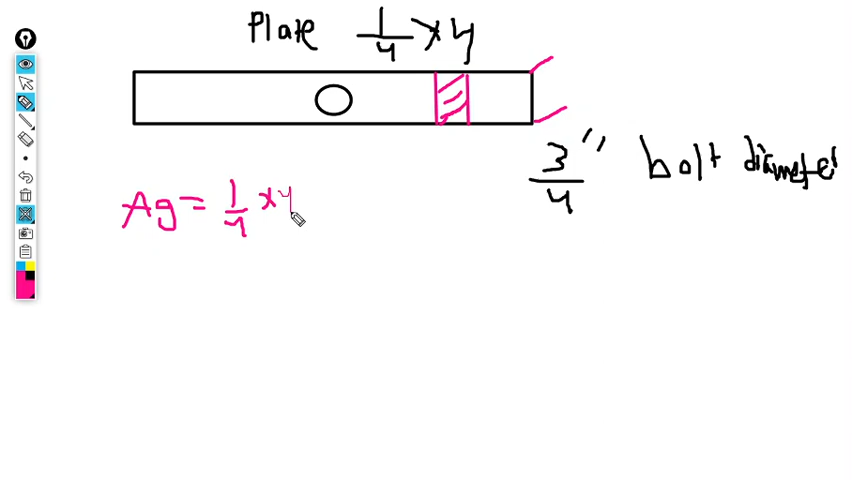 Plate 1/4 x 4
3/4" bolt diameter
Ag = 1/4 x 4